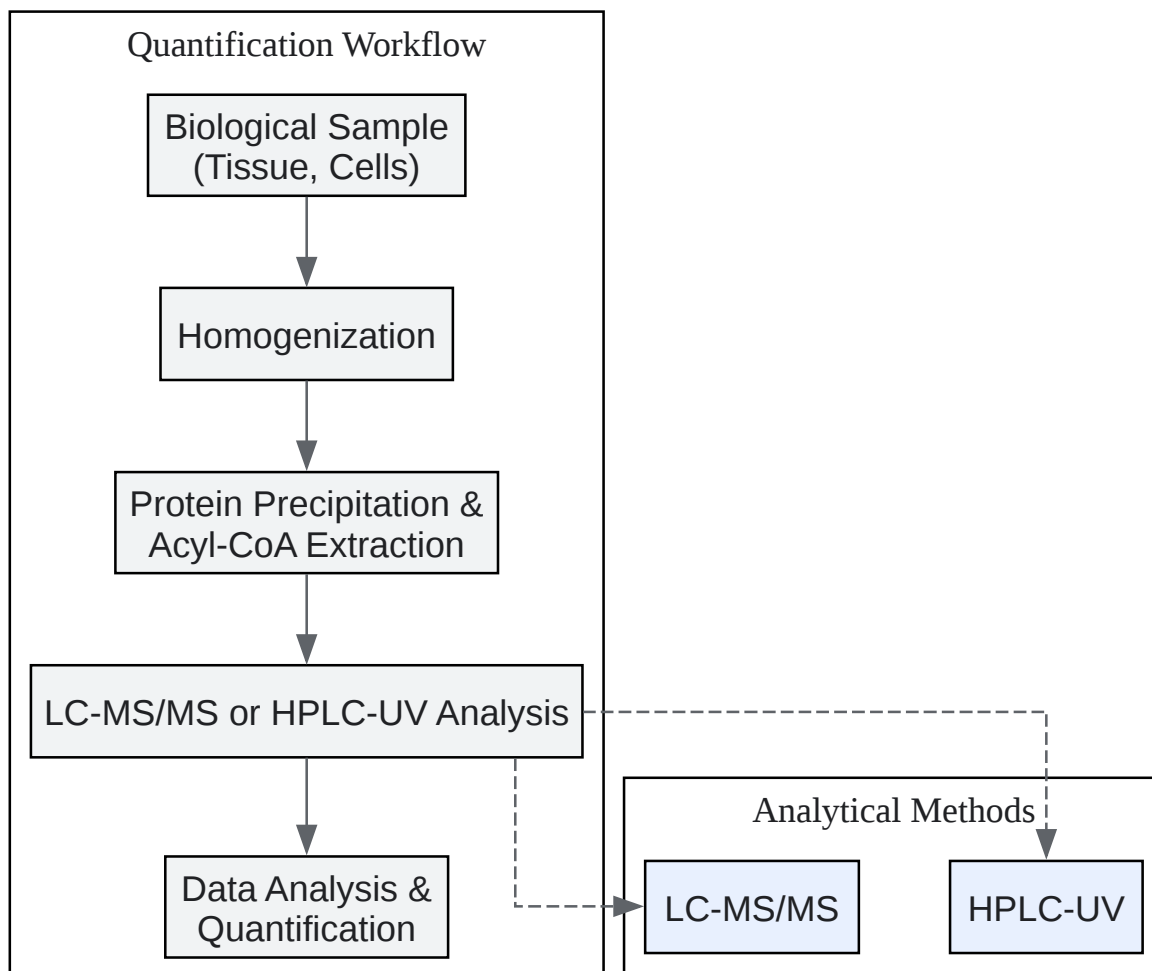 Quantification Workflow
Biological Sample
(Tissue, Cells)
Homogenization
Protein Precipitation &
Acyl-CoA Extraction
LC-MS/MS or HPLC-UV Analysis
Data Analysis &
Quantification
Analytical Methods
LC-MS/MS
HPLC-UV